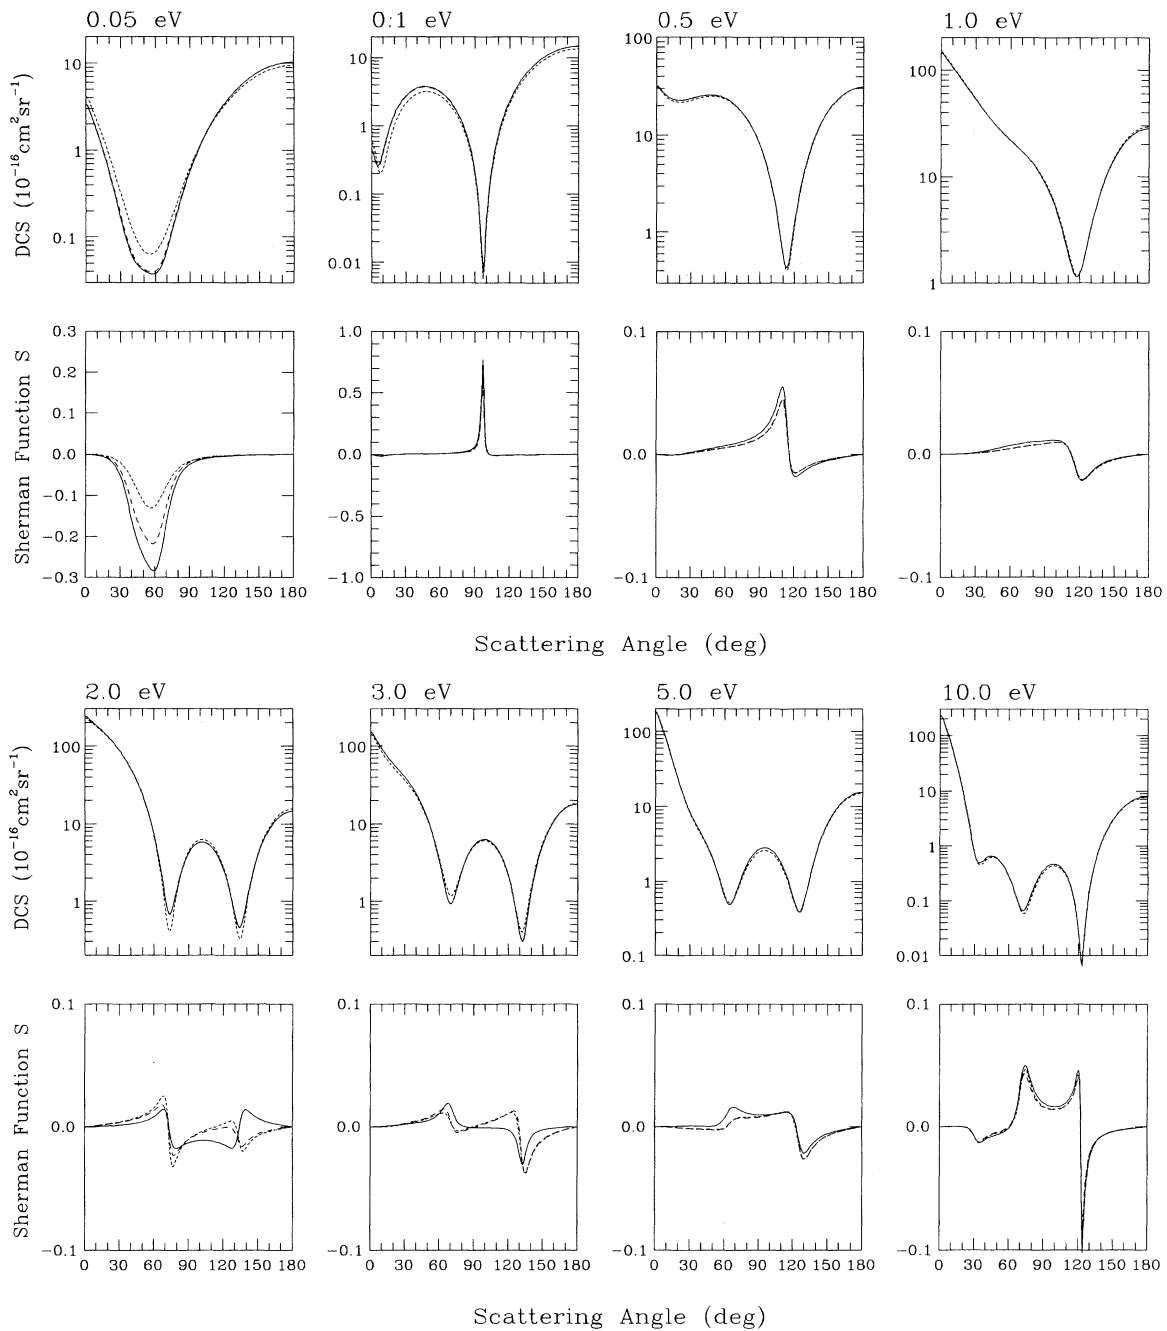 0.05 eV 0:1 eV 0.5 eV 1.0 eV
DCS (10⁻¹⁶cm²sr⁻¹)
10 1 0.1
10 1 0.1 0.01
100 10 1
100 10 1
Sherman Function S
0.3 0.2 0.1 0.0 −0.1 −0.2 −0.3
1.0 0.5 0.0 −0.5 −1.0
0.1 0.0 −0.1
0.1 0.0 −0.1
0 30 60 90 120 150 180
0 30 60 90 120 150 180
0 30 60 90 120 150
0 30 60 90 120 150 180
Scattering Angle (deg)
2.0 eV 3.0 eV 5.0 eV 10.0 eV
DCS (10⁻¹⁶cm²sr⁻¹)
100 10 1
100 10 1
100 10 1 0.1
100 10 1 0.1 0.01
Sherman Function S
0.1 0.0 −0.1
0.1 0.0 −0.1
0.1 0.0 −0.1
0.1 0.0 −0.1
0 30 60 90 120 150 180
0 30 60 90 120 150 180
0 30 60 90 120 150
0 30 60 90 120 150 180
Scattering Angle (deg)